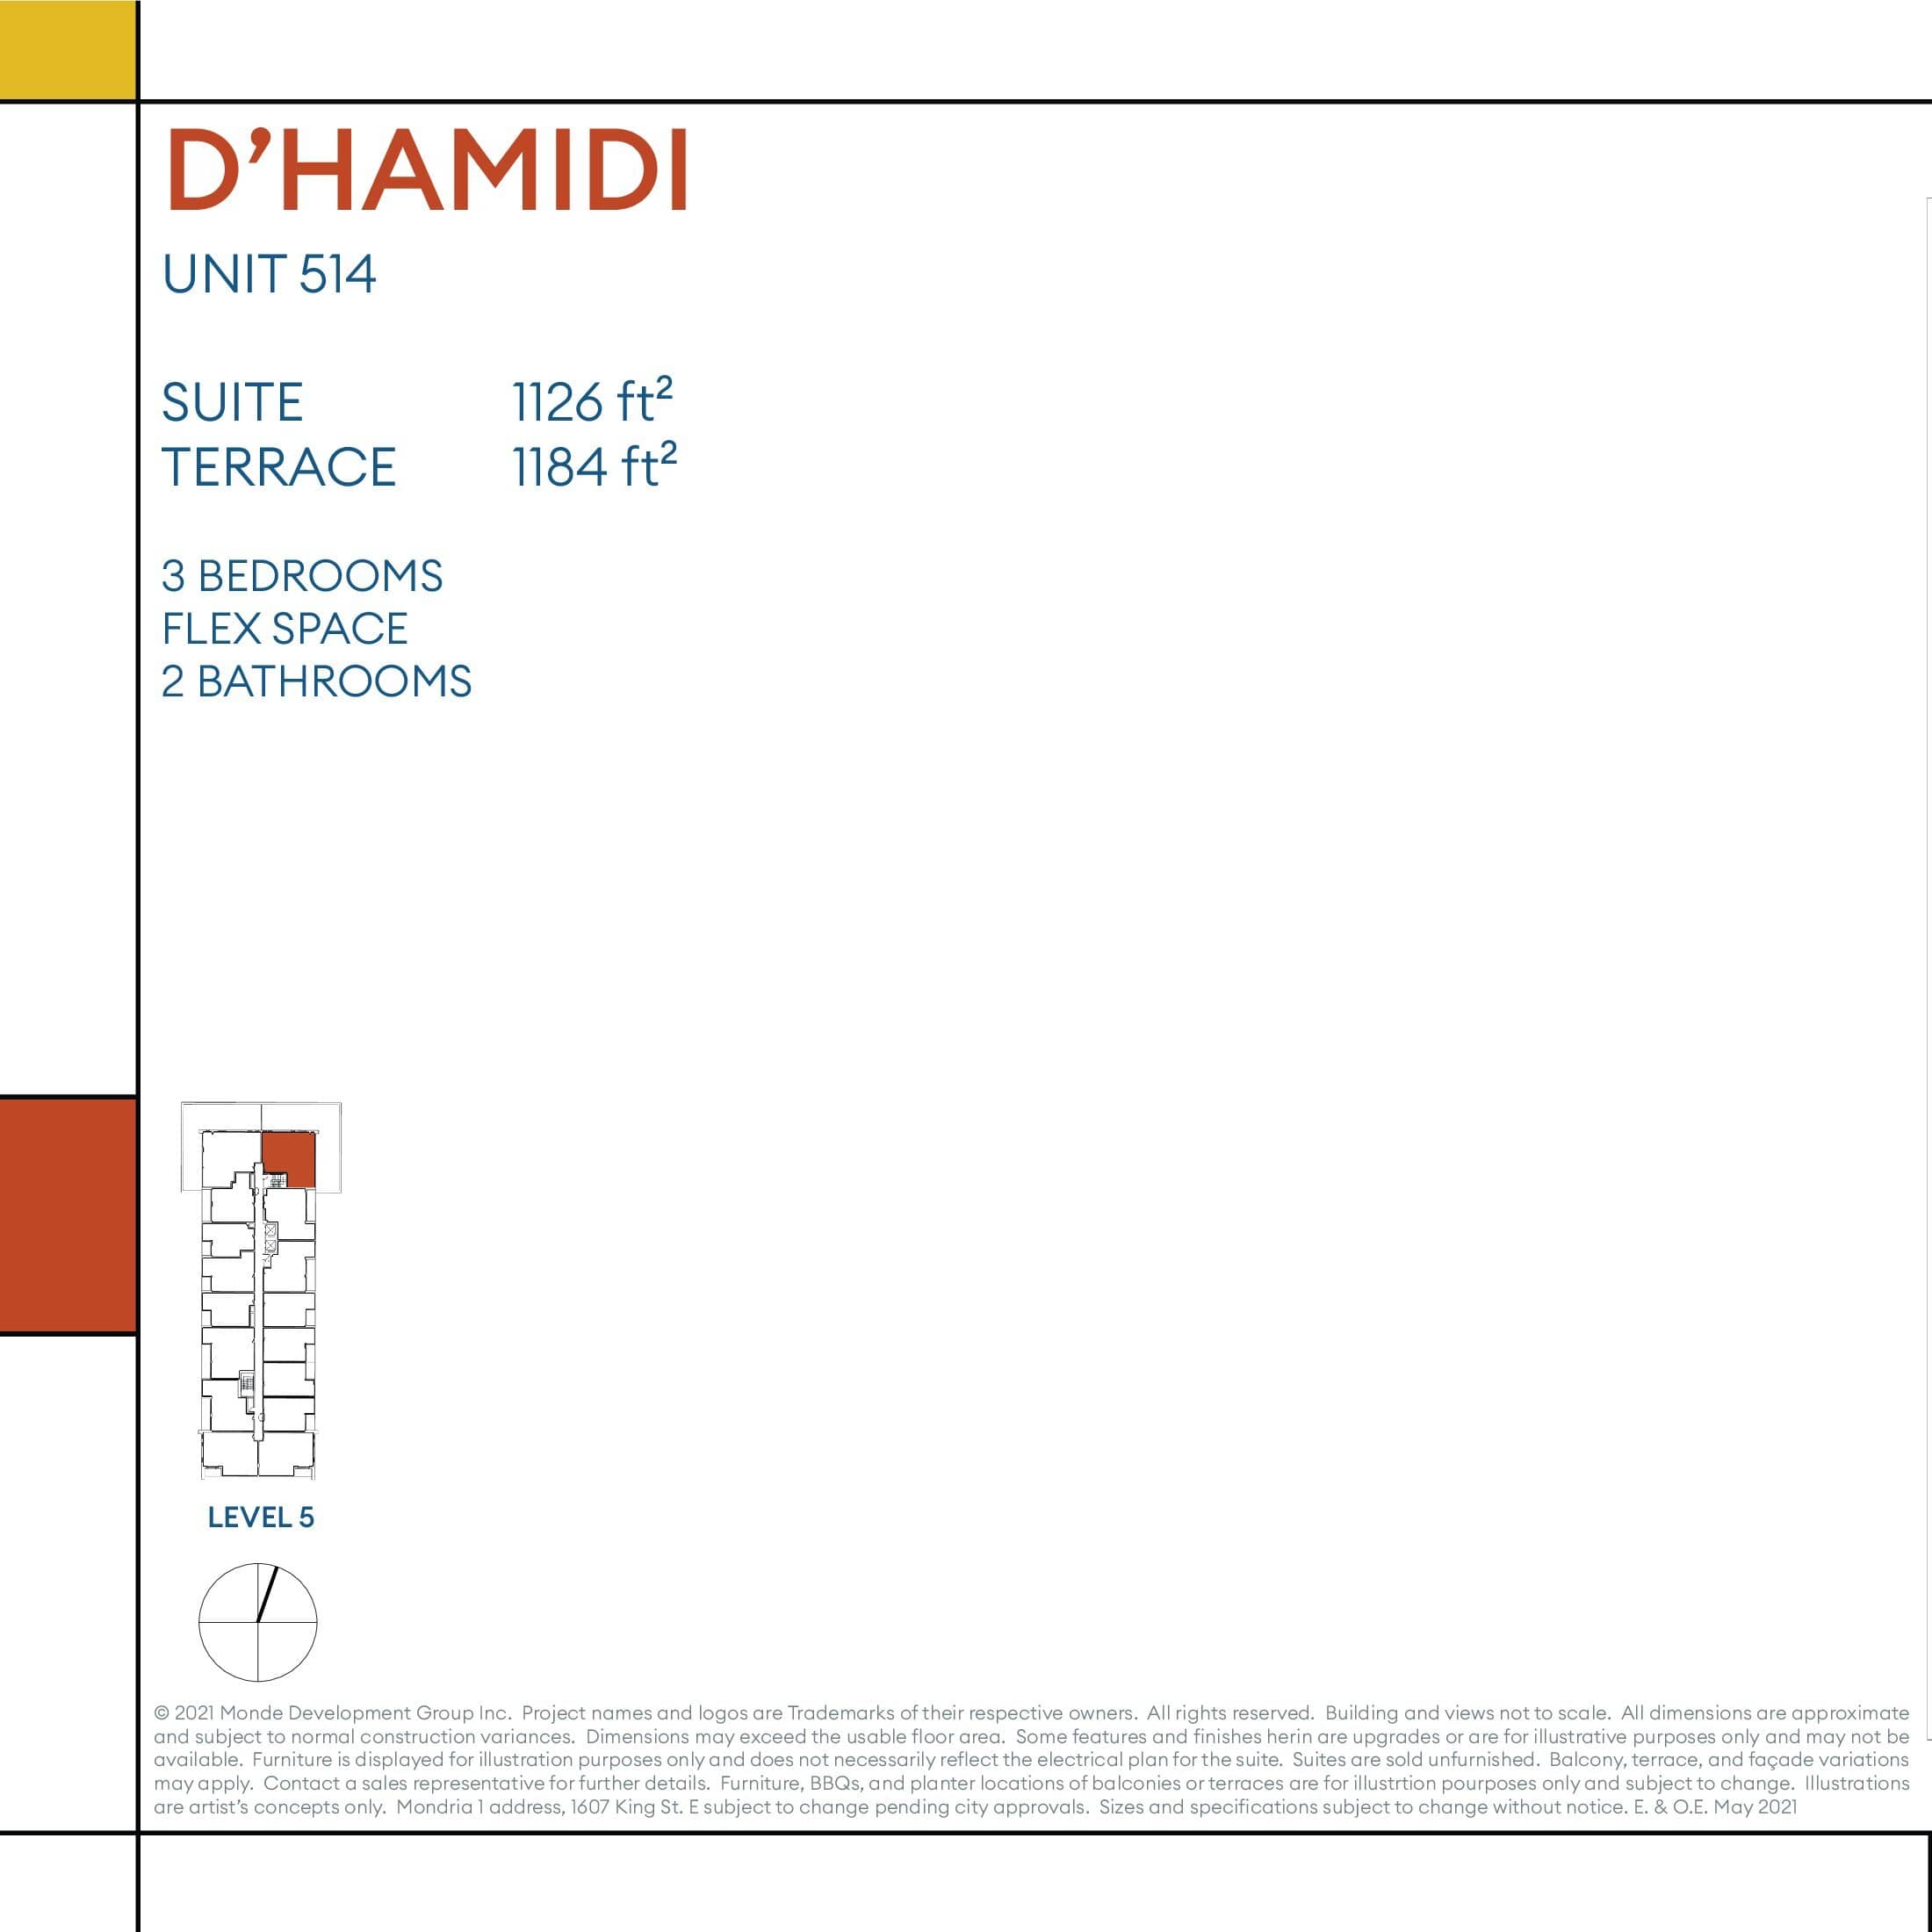 D’HAMIDI
UNIT 514
SUITE 1126 ft²
TERRACE 1184 ft²
3 BEDROOMS
FLEX SPACE
2 BATHROOMS
LEVEL 5
© 2021 Monde Development Group Inc. Project names and logos are Trademarks of their respective owners. All rights reserved. Building and views not to scale. All dimensions are approximate
and subject to normal construction variances. Dimensions may exceed the usable floor area. Some features and finishes herin are upgrades or are for illustrative purposes only and may not be
available. Furniture is displayed for illustration purposes only and does not necessarily reflect the electrical plan for the suite. Suites are sold unfurnished. Balcony, terrace, and façade variations
may apply. Contact a sales representative for further details. Furniture, BBQs, and planter locations of balconies or terraces are for illustrtion pourposes only and subject to change. Illustrations
are artist’s concepts only. Mondria 1 address, 1607 King St. E subject to change pending city approvals. Sizes and specifications subject to change without notice. E. & O.E. May 2021